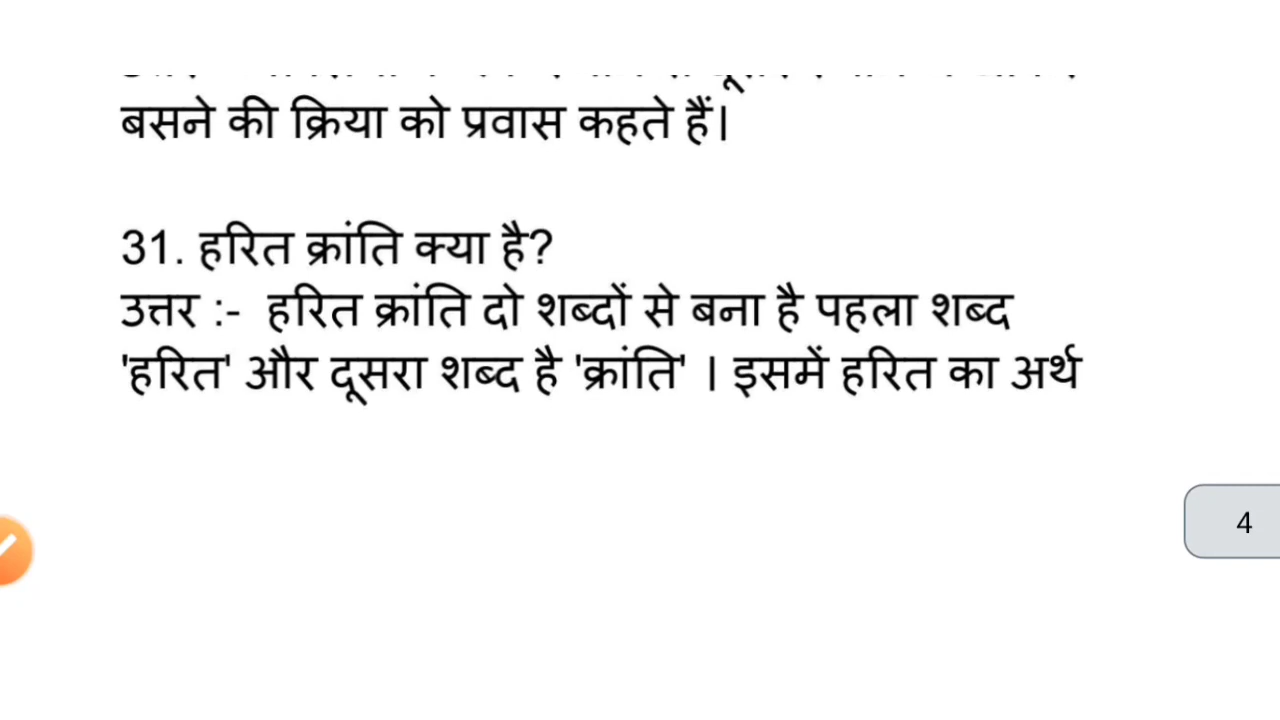 बसने की क्रिया को प्रवास कहते हैं।
31. हरित क्रांति क्या है?
उत्तर :- हरित क्रांति दो शब्दों से बना है पहला शब्द
'हरित' और दूसरा शब्द है 'क्रांति' । इसमें हरित का अर्थ
4